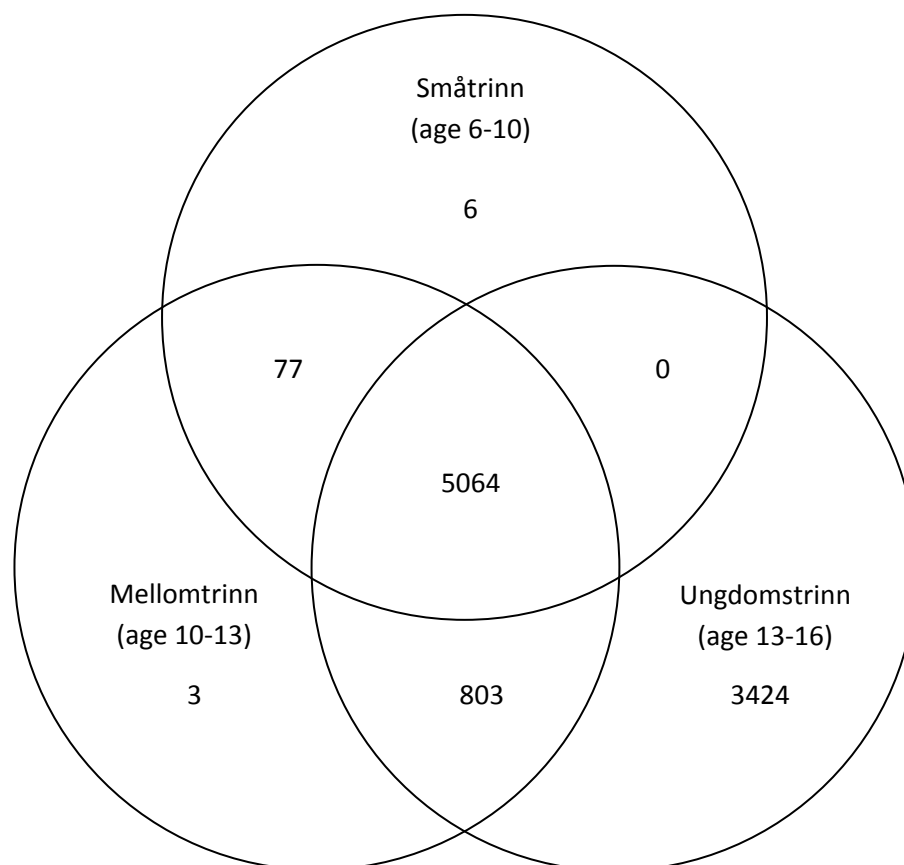 Småtrinn
(age 6-10)
6
77
0
5064
Mellomtrinn
(age 10-13)
3
803
Ungdomstrinn
(age 13-16)
3424